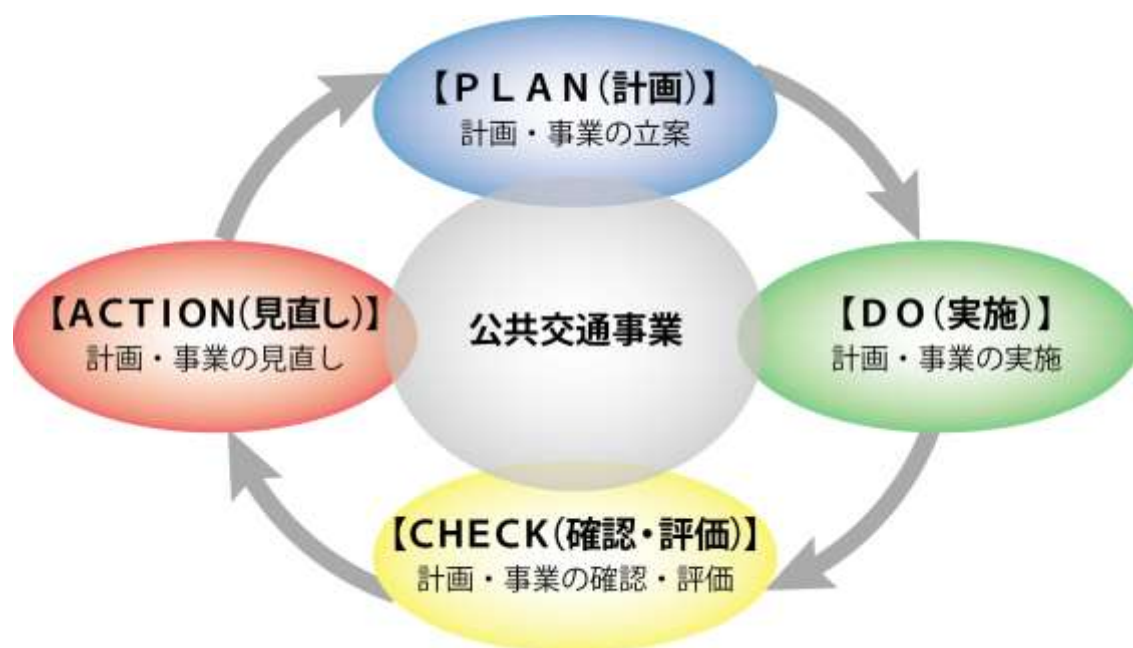 【ＰＬＡＮ(計画)】
計画・事業の立案
【ACTION(見直し)】
計画・事業の見直し
公共交通事業
【ＤＯ(実施)】
計画・事業の実施
【CHECK(確認・評価)】
計画・事業の確認・評価